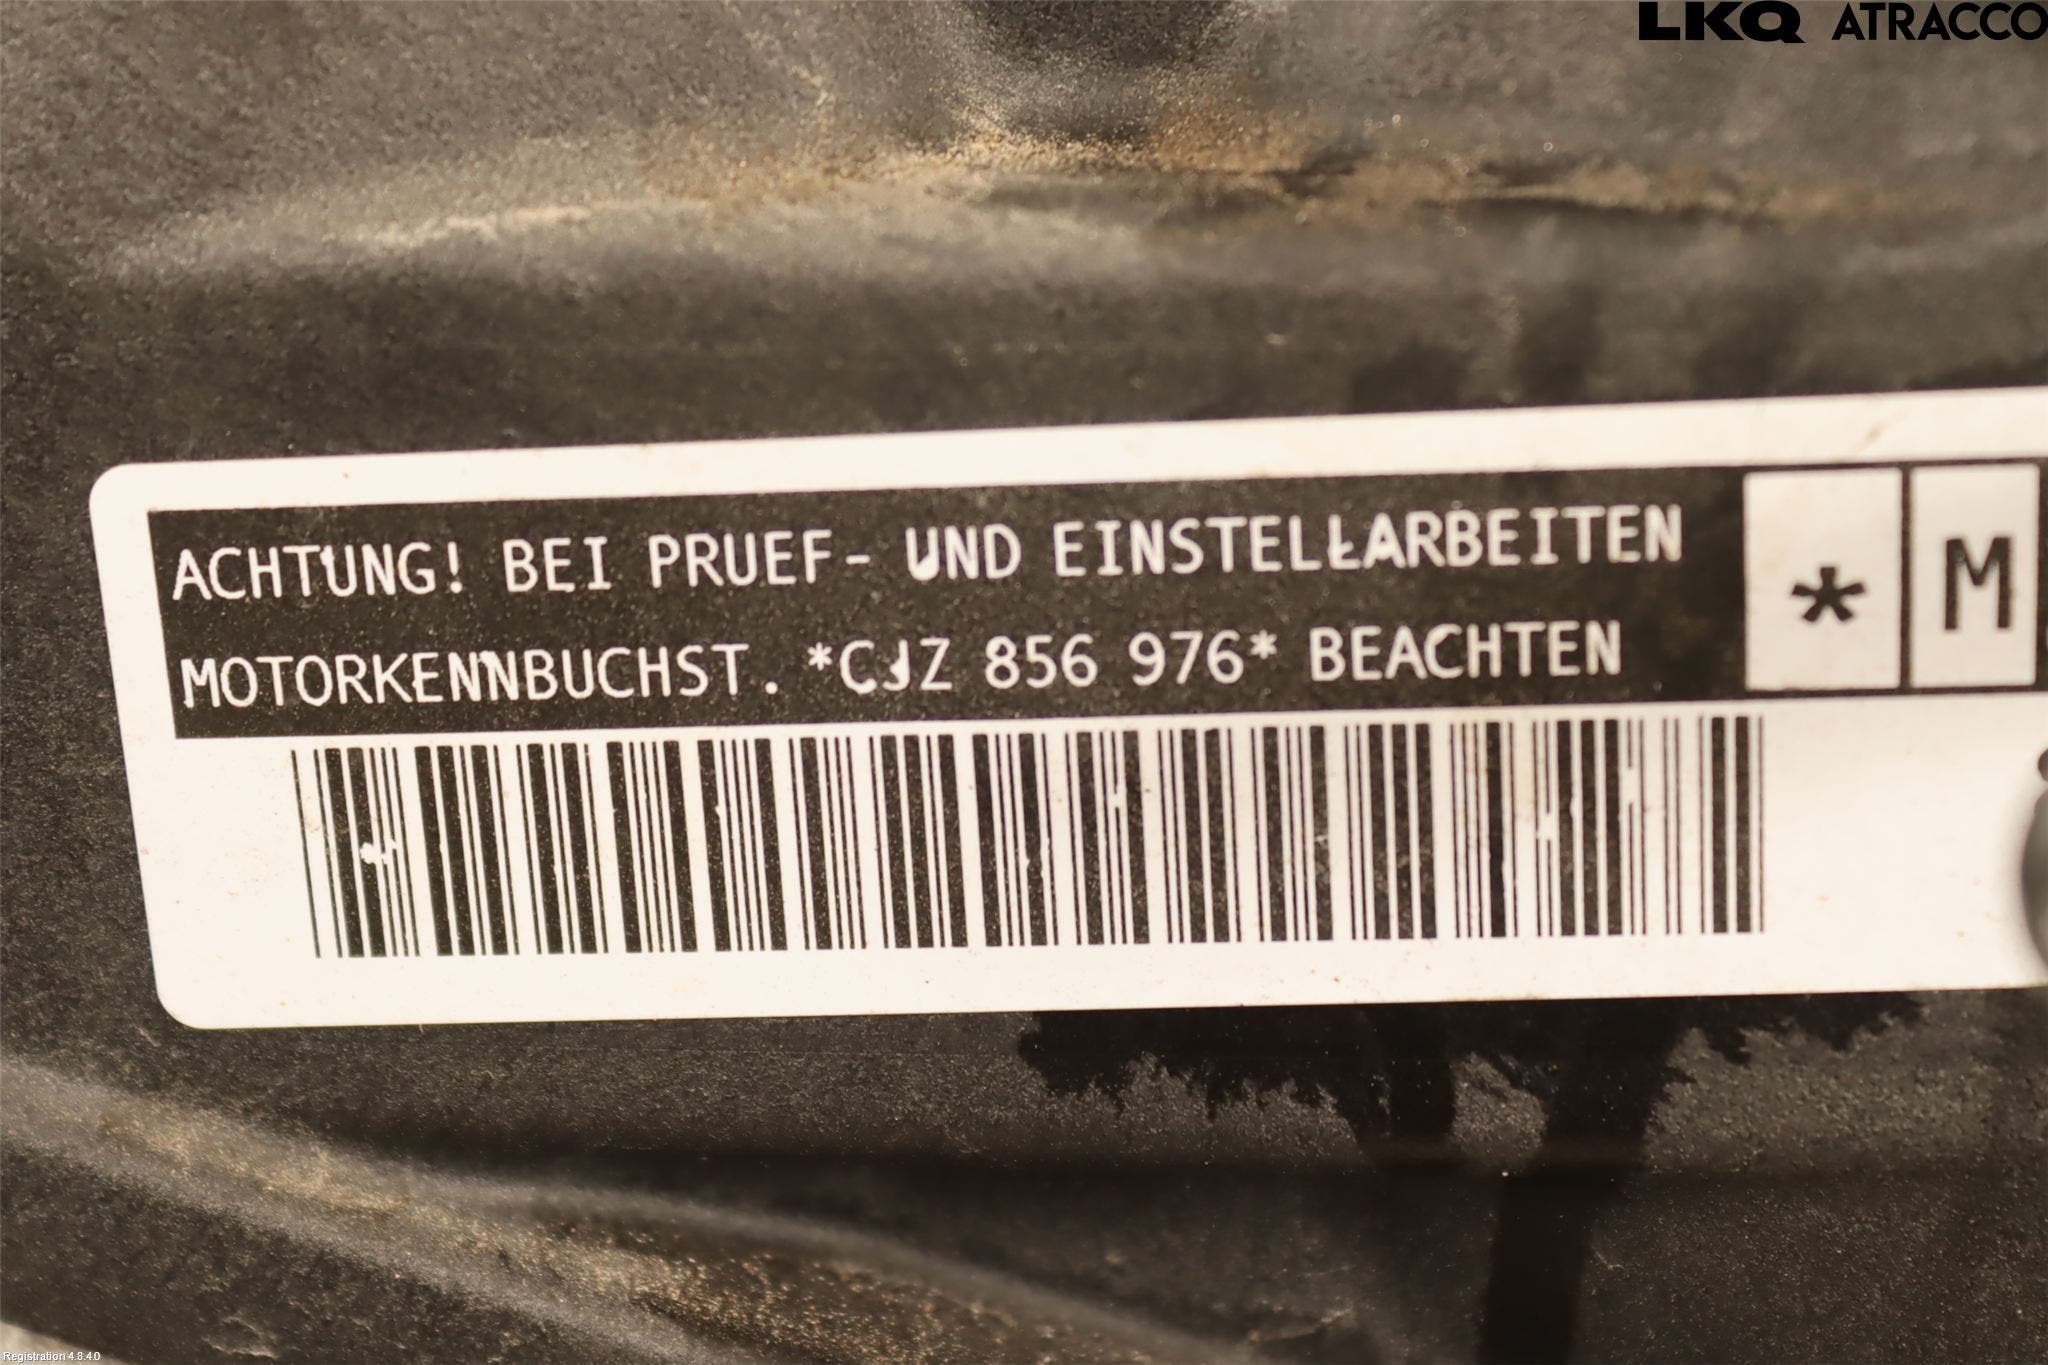 LKQ ATRACCO
ACHTUNG! BEI PRUEF- UND EINSTELLARBEITEN
MOTORKENNBUCHST. *CJZ 856 976* BEACHTEN
* M
Registration 4.8.4.0